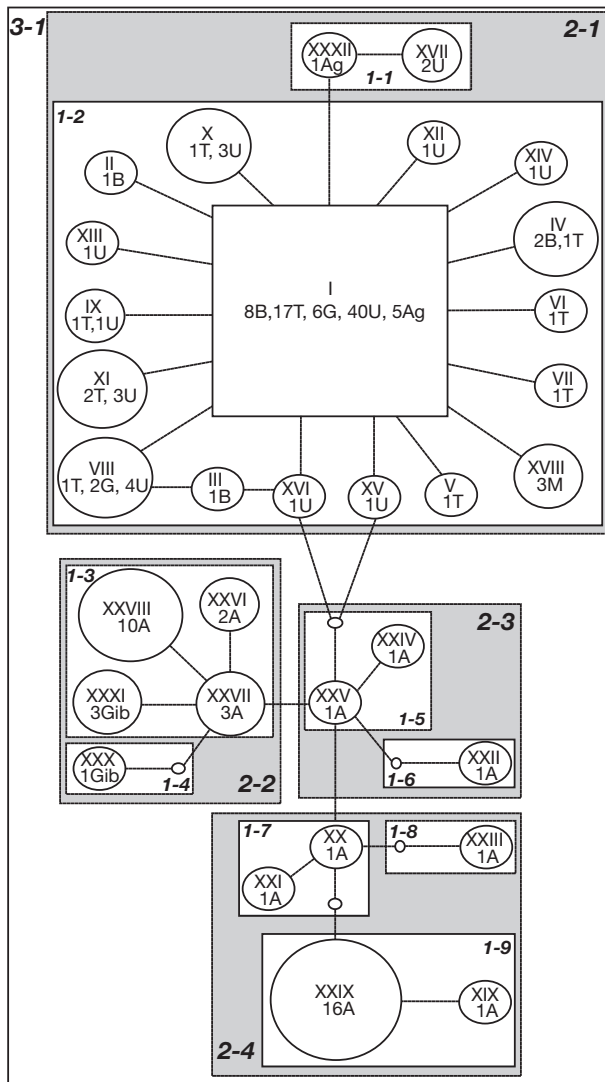 3-1
2-1
XXXII
1Ag
XVII
2U
1-1
1-2
X
1T, 3U
XII
1U
II
1B
XIV
1U
XIII
1U
IV
2B,1T
I
8B,17T, 6G, 40U, 5Ag
IX
1T,1U
VI
1T
XI
2T, 3U
VII
1T
VIII
1T, 2G, 4U
III
1B
XVI
1U
XV
1U
V
1T
XVIII
3M
1-3
XXVIII
10A
XXVI
2A
2-3
XXIV
1A
XXXI
3Gib
XXVII
3A
XXV
1A
1-5
XXX
1Gib
1-4
2-2
1-6
XXII
1A
1-7
XX
1A
1-8
XXIII
1A
XXI
1A
1-9
XXIX
16A
XIX
1A
2-4